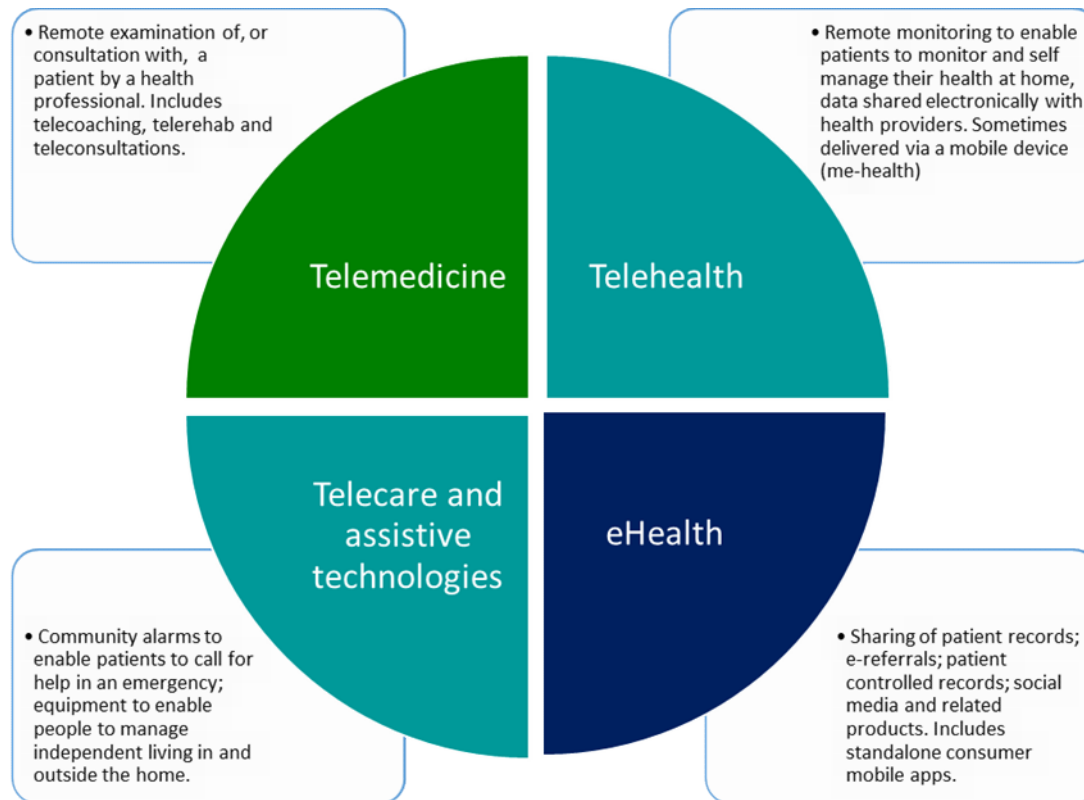 • Remote examination of, or
consultation with,  a
patient by a health
professional. Includes
telecoaching, telerehab and
teleconsultations.
• Remote monitoring to enable
patients to monitor and self
manage their health at home,
data shared electronically with
health providers. Sometimes
delivered via a mobile device
(me-health)
Telemedicine
Telehealth
Telecare and
assistive
technologies
eHealth
• Community alarms to
enable patients to call for
help in an emergency;
equipment to enable
people to manage
independent living in and
outside the home.
• Sharing of patient records;
e-referrals; patient
controlled records; social
media and related
products. Includes
standalone consumer
mobile apps.